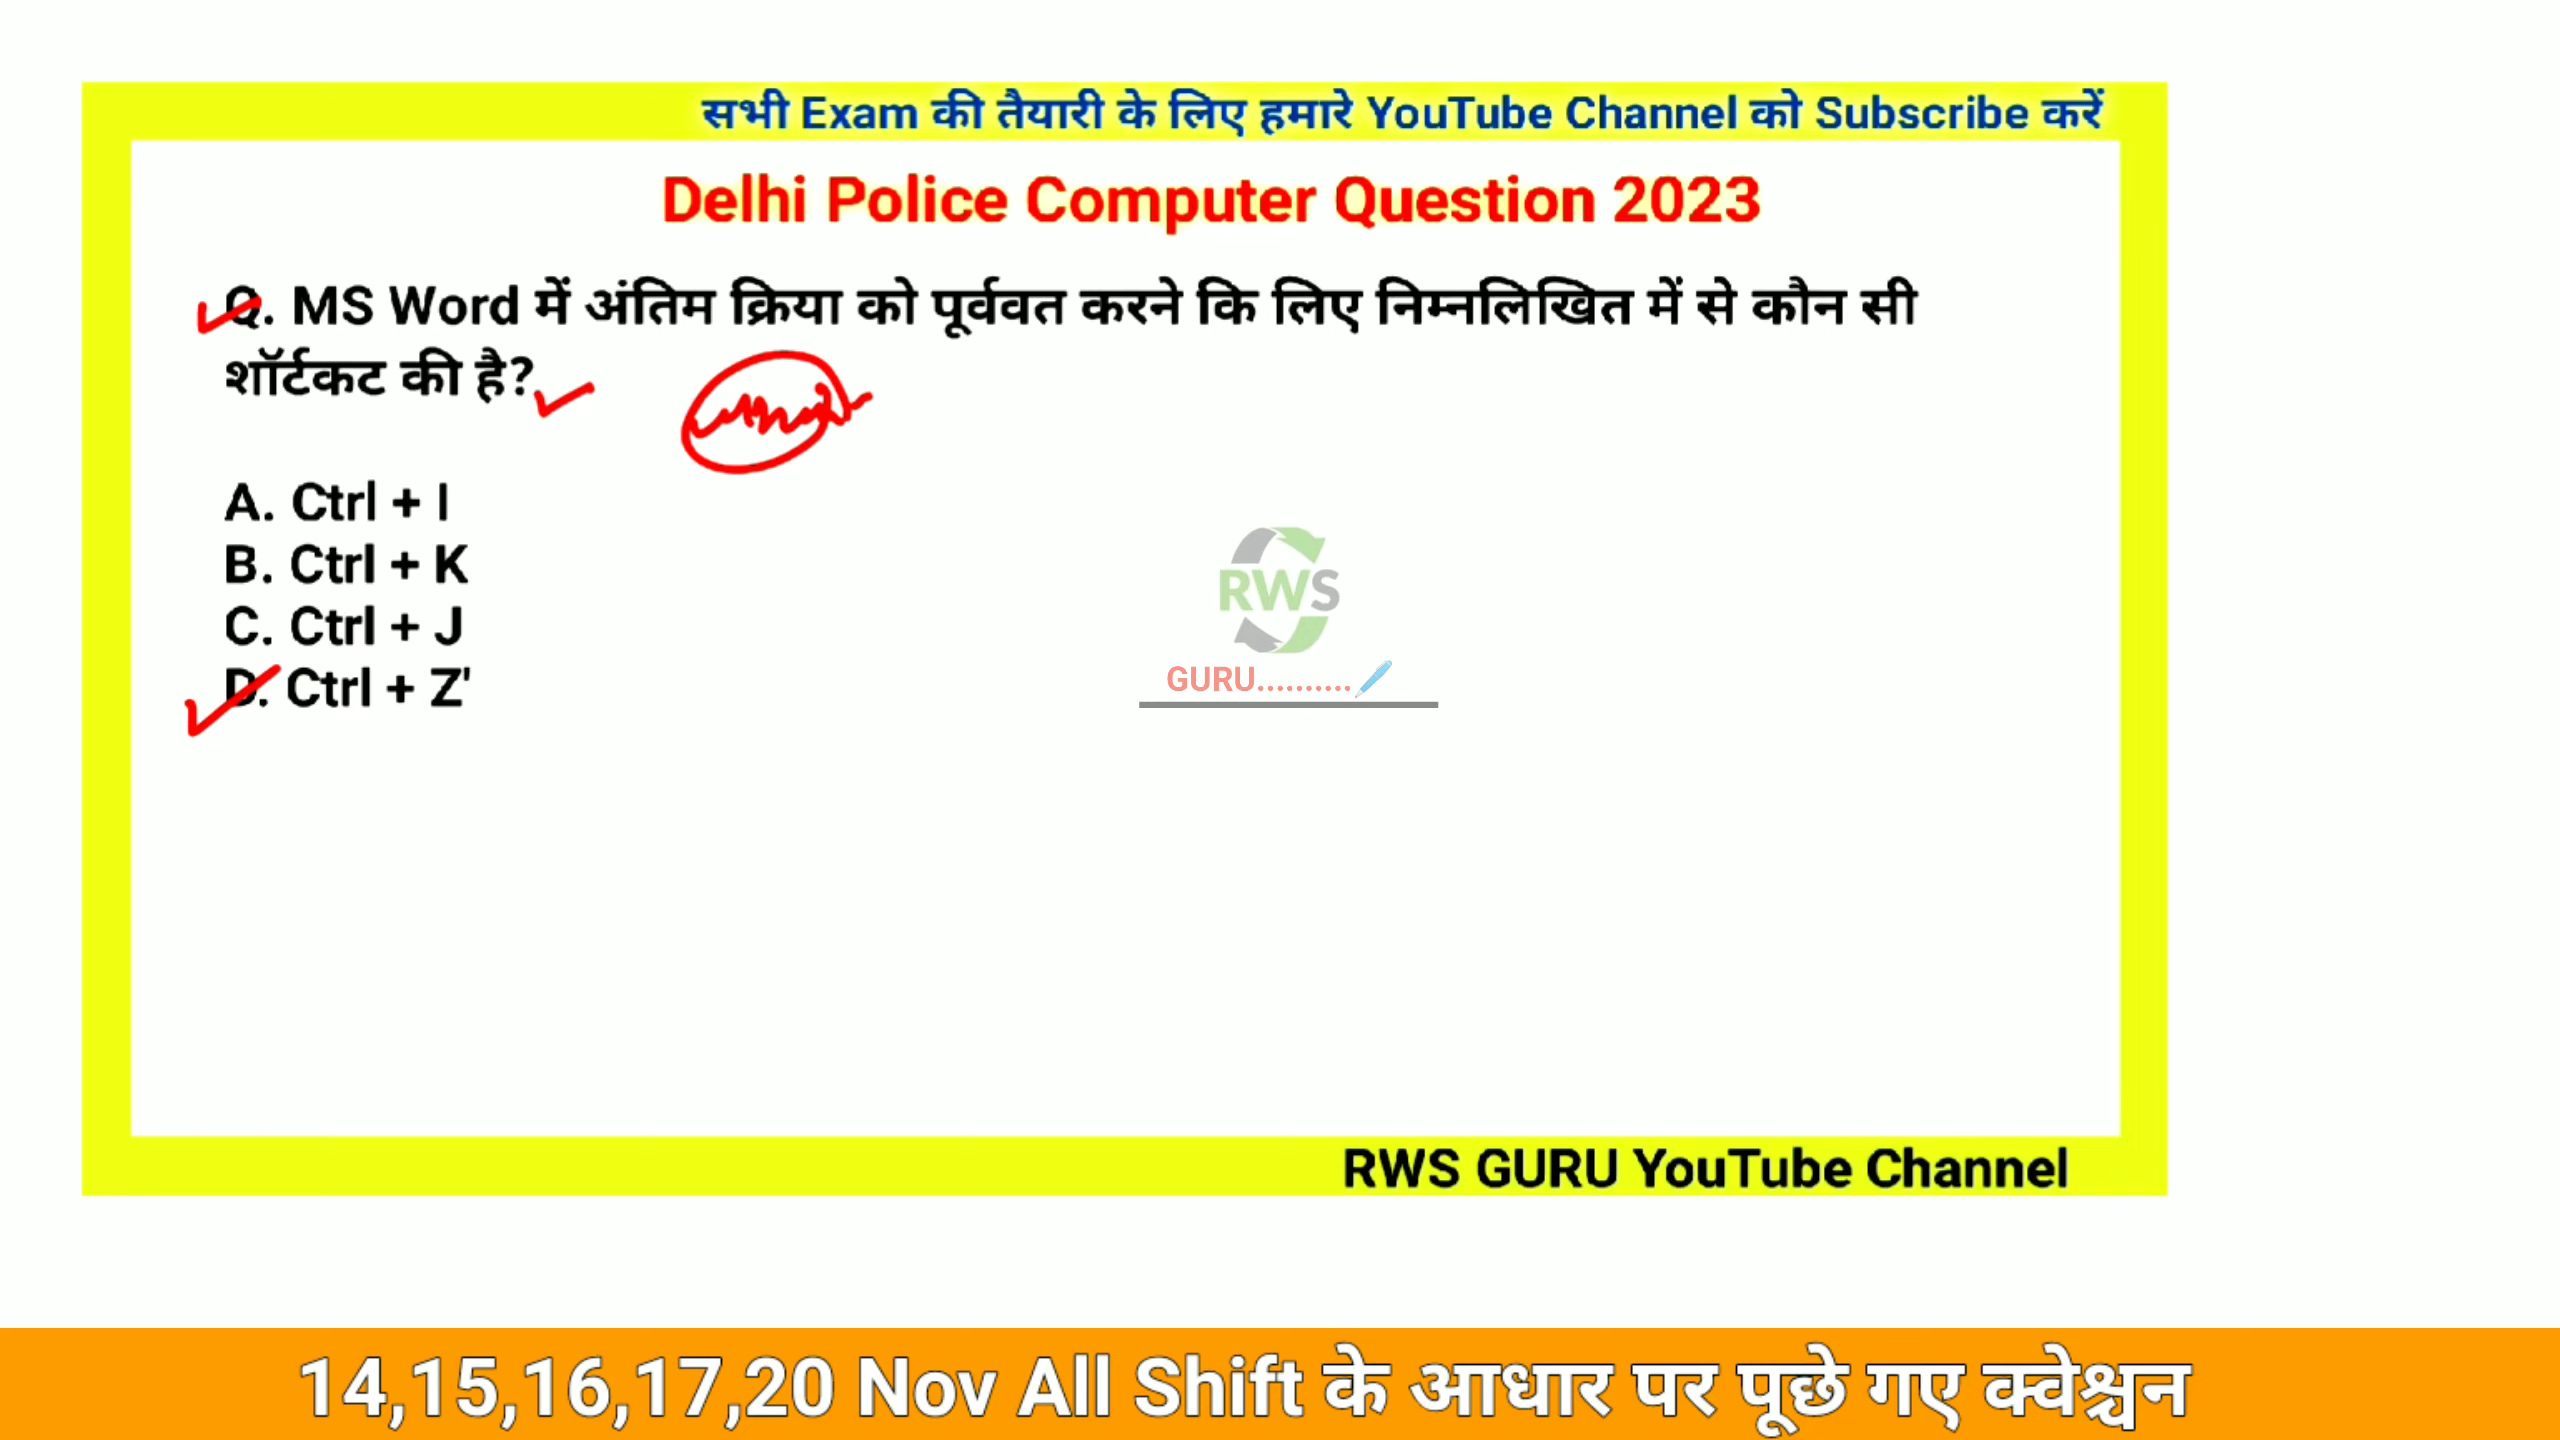 सभी Exam की तैयारी के लिए हमारे YouTube Channel को Subscribe करें
Delhi Police Computer Question 2023
Q. MS Word में अंतिम क्रिया को पूर्ववत करने कि लिए निम्नलिखित में से कौन सी
शॉर्टकट की है?
A. Ctrl + I
B. Ctrl + K
C. Ctrl + J
D. Ctrl + Z'
RWS
GURU..........
RWS GURU YouTube Channel
14,15,16,17,20 Nov All Shift के आधार पर पूछे गए क्वेश्चन